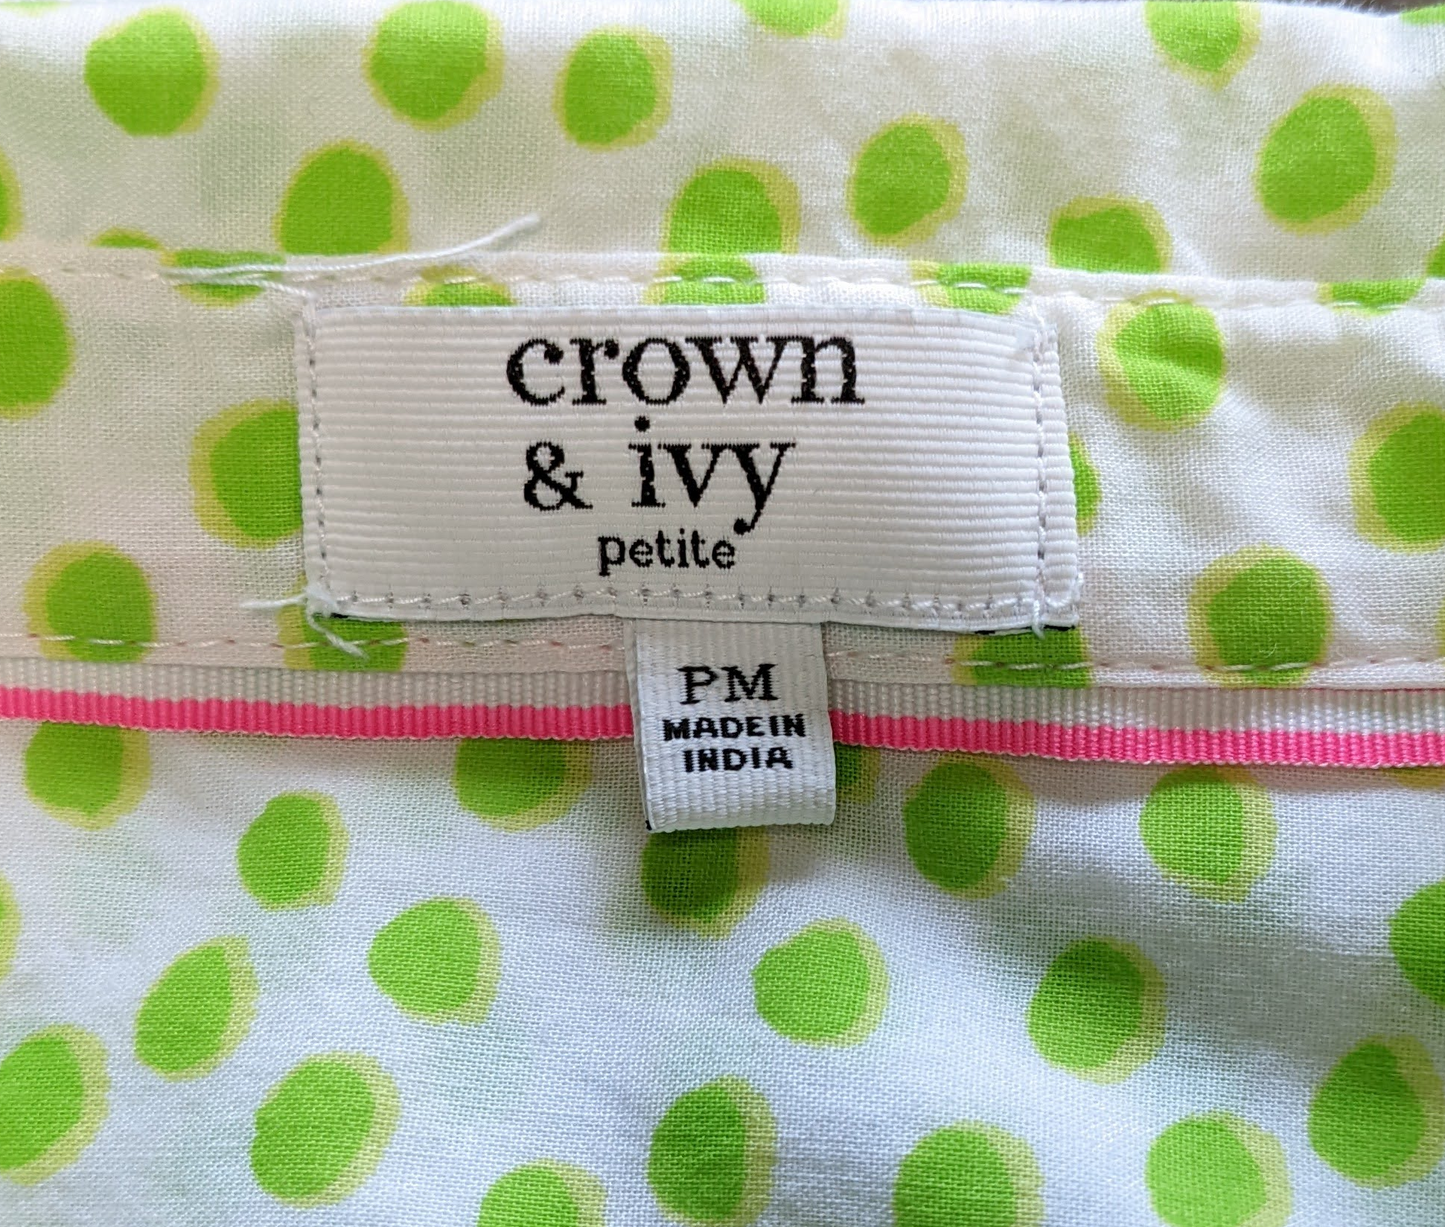 crown
& ivy
petite
PM
MADE IN
INDIA